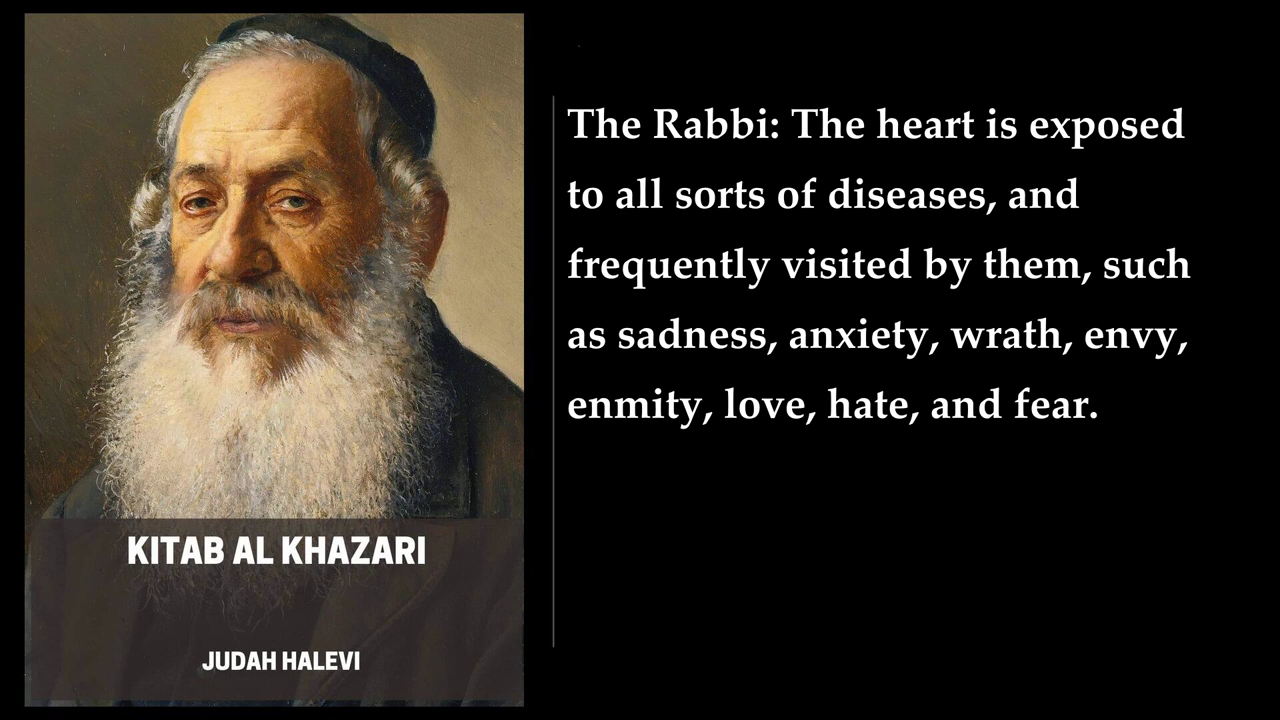 KITAB AL KHAZARI
JUDAH HALEVI
The Rabbi: The heart is exposed
to all sorts of diseases, and
frequently visited by them, such
as sadness, anxiety, wrath, envy,
enmity, love, hate, and fear.